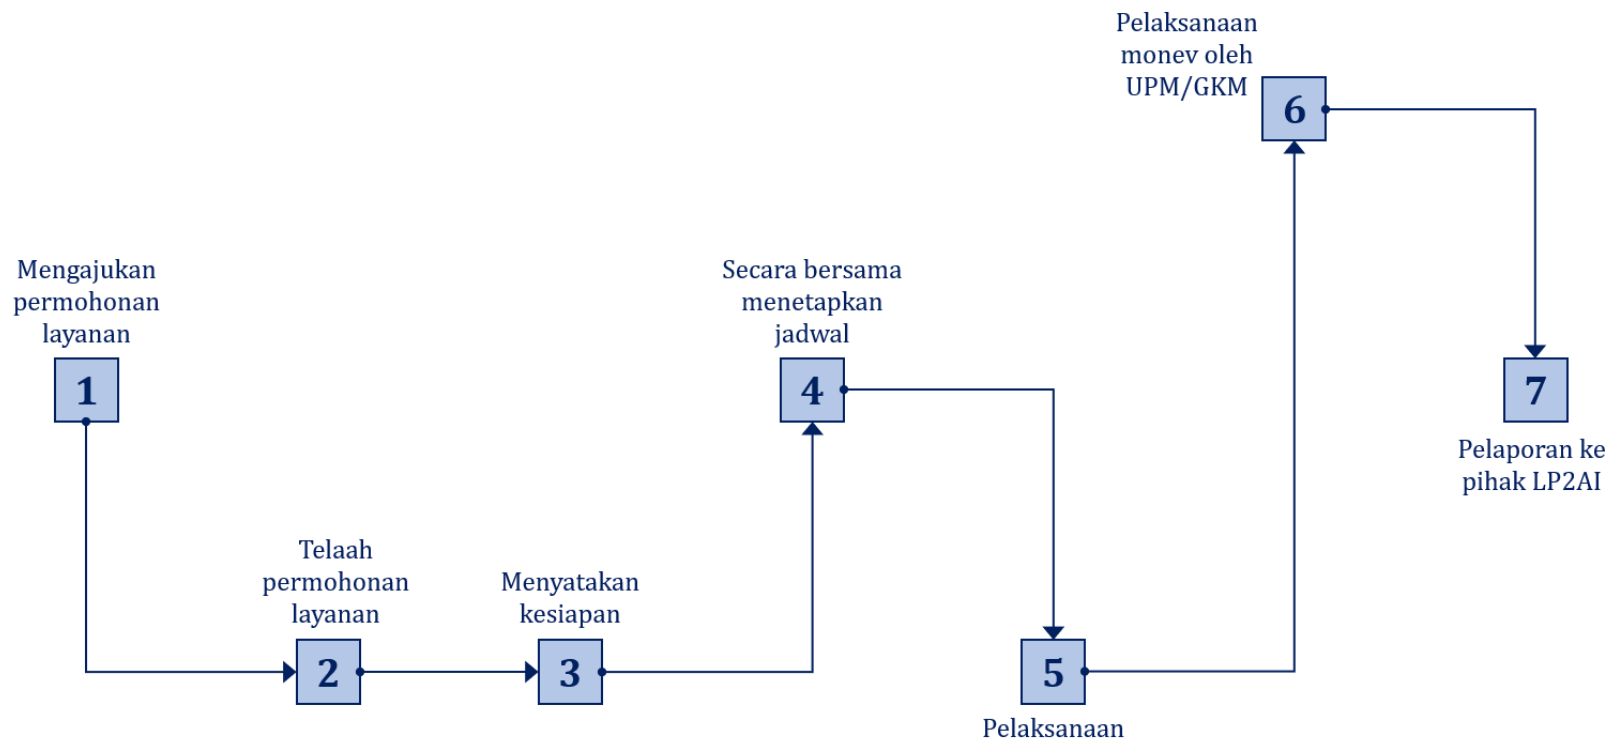 Mengajukan
permohonan
layanan
1
Telaah
permohonan
layanan
2
Menyatakan
kesiapan
3
Secara bersama
menetapkan
jadwal
4
5
Pelaksanaan
Pelaksanaan
monev oleh
UPM/GKM
6
7
Pelaporan ke
pihak LP2AI